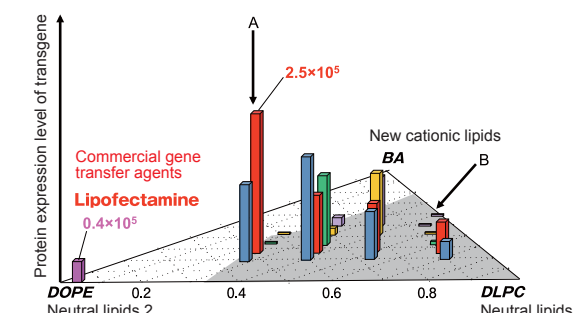 A
2.5×10⁵
Protein expression level of transgene
New cationic lipids
BA
B
Commercial gene
transfer agents
Lipofectamine
0.4×10⁵
DOPE 0.2 0.4 0.6 0.8 DLPC
Neutral lipids 2 Neutral lipids